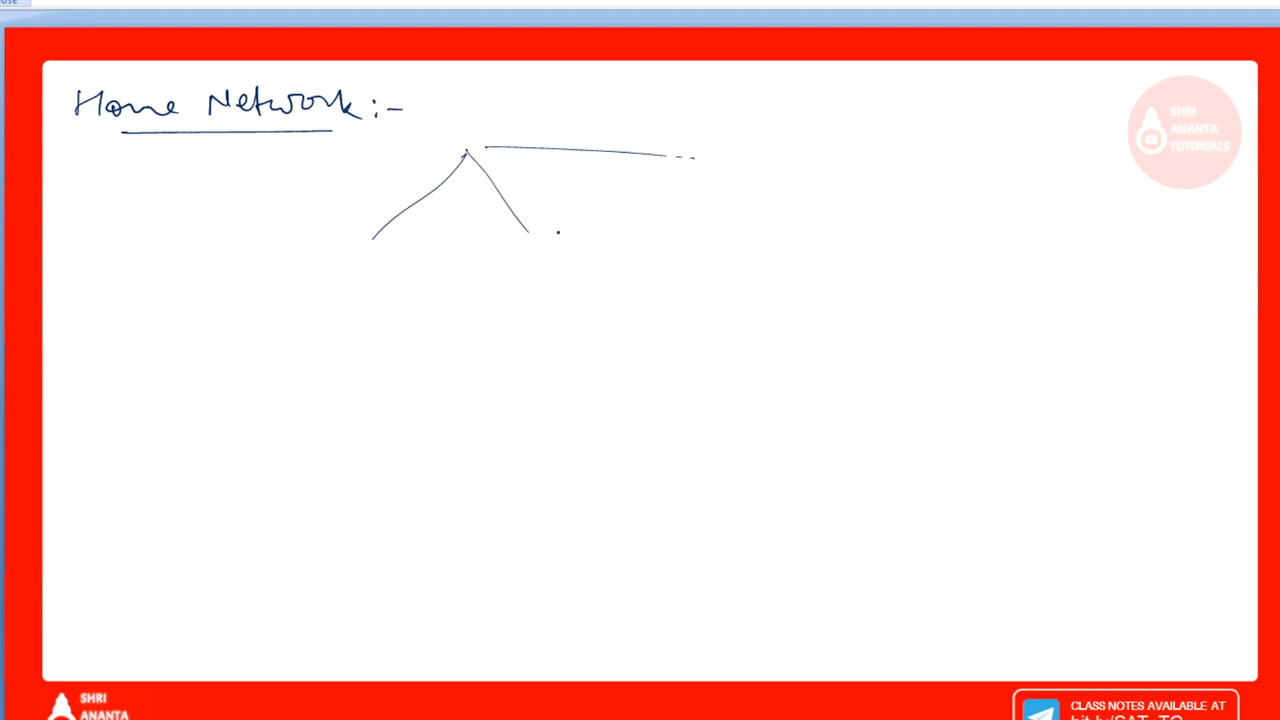 Home Network :-
SHRI
ANANTA
TUTORIALS
SHRI
ANANTA
CLASS NOTES AVAILABLE AT